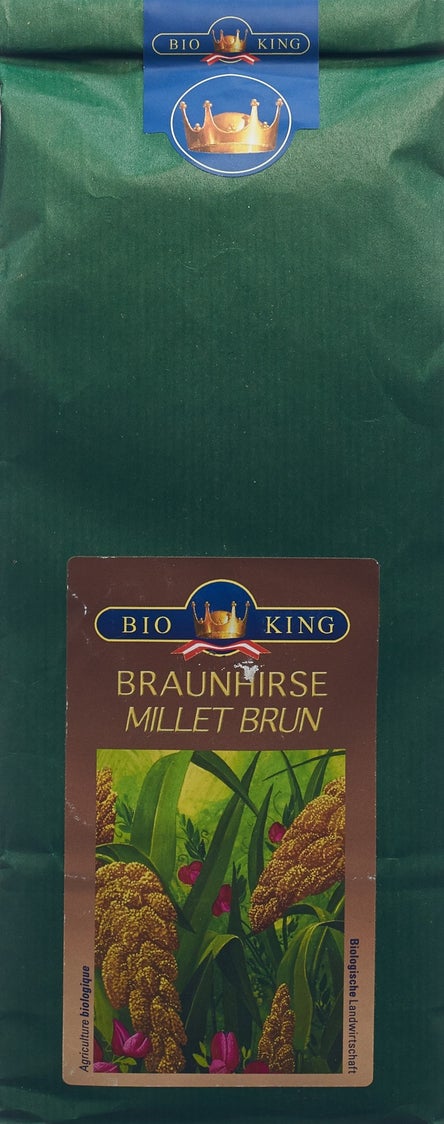 BIO KING
BIO KING
BRAUNHIRSE
MILLET BRUN
Agriculture biologique
Biologische Landwirtschaft